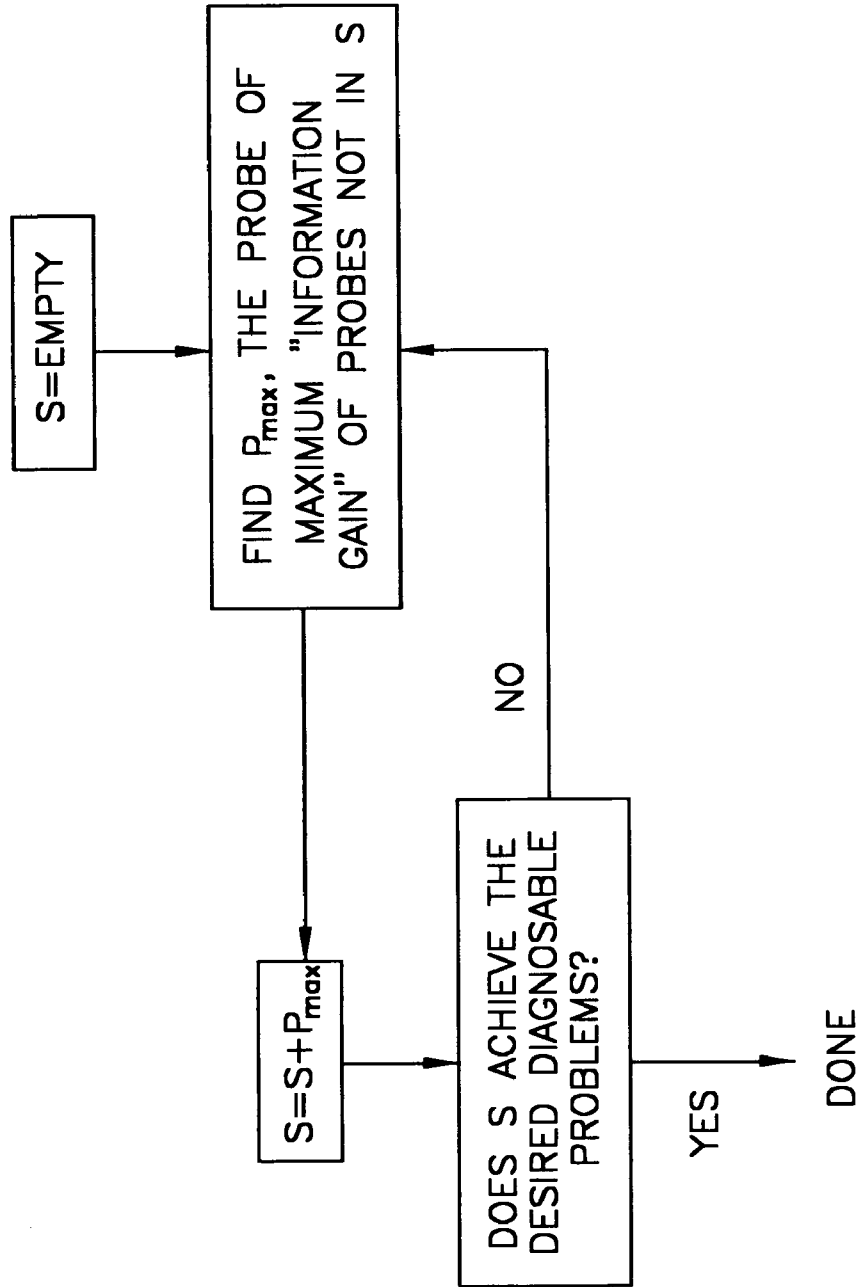 S=EMPTY
FIND Pmax, THE PROBE OF
MAXIMUM "INFORMATION
GAIN" OF PROBES NOT IN S
S=S+Pmax
DOES S ACHIEVE THE
DESIRED DIAGNOSABLE
PROBLEMS?
NO
YES
DONE